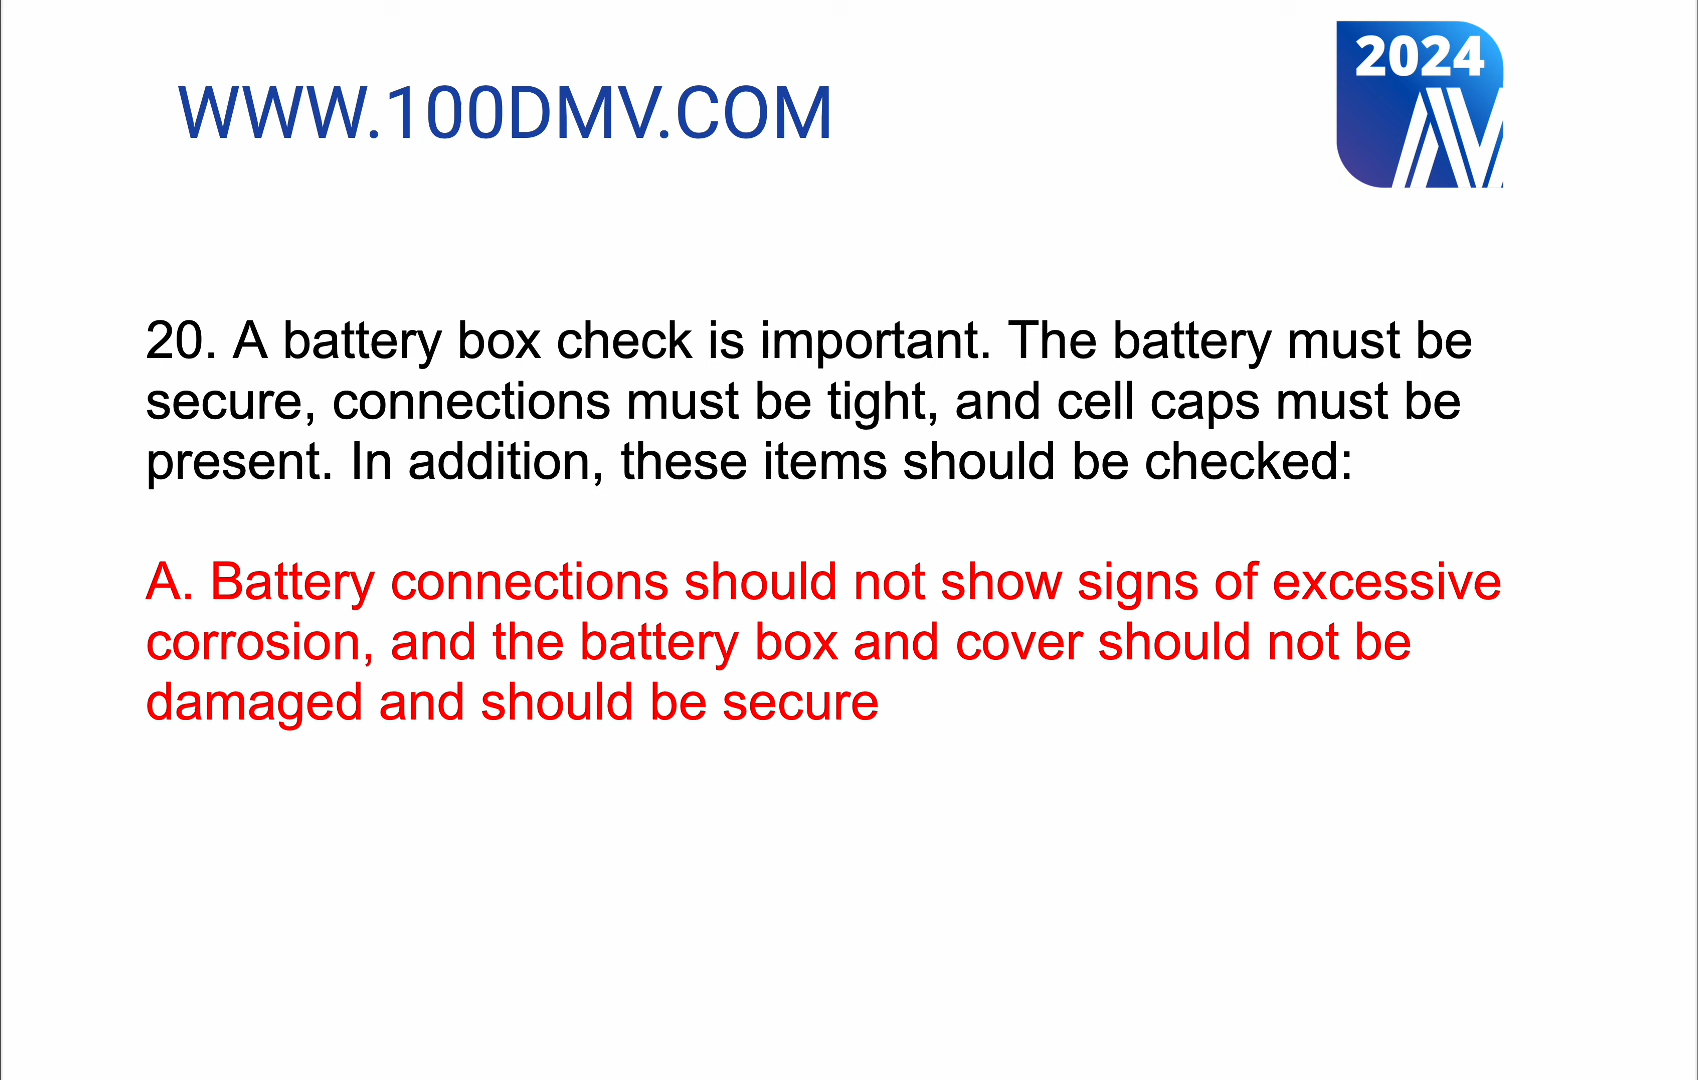 2024
WWW.100DMV.COM
20. A battery box check is important. The battery must be
secure, connections must be tight, and cell caps must be
present. In addition, these items should be checked:
A. Battery connections should not show signs of excessive
corrosion, and the battery box and cover should not be
damaged and should be secure